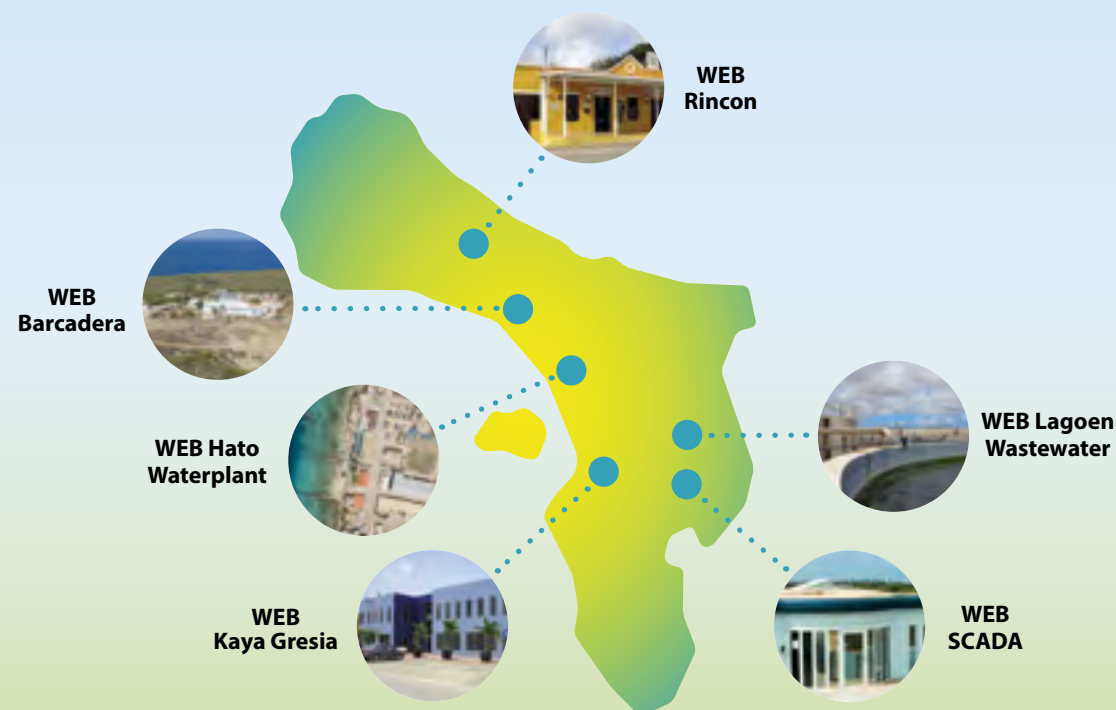 WEB
Rincon
WEB
Barcadera
WEB Hato
Waterplant
WEB Lagoen
Wastewater
WEB
Kaya Gresia
WEB
SCADA